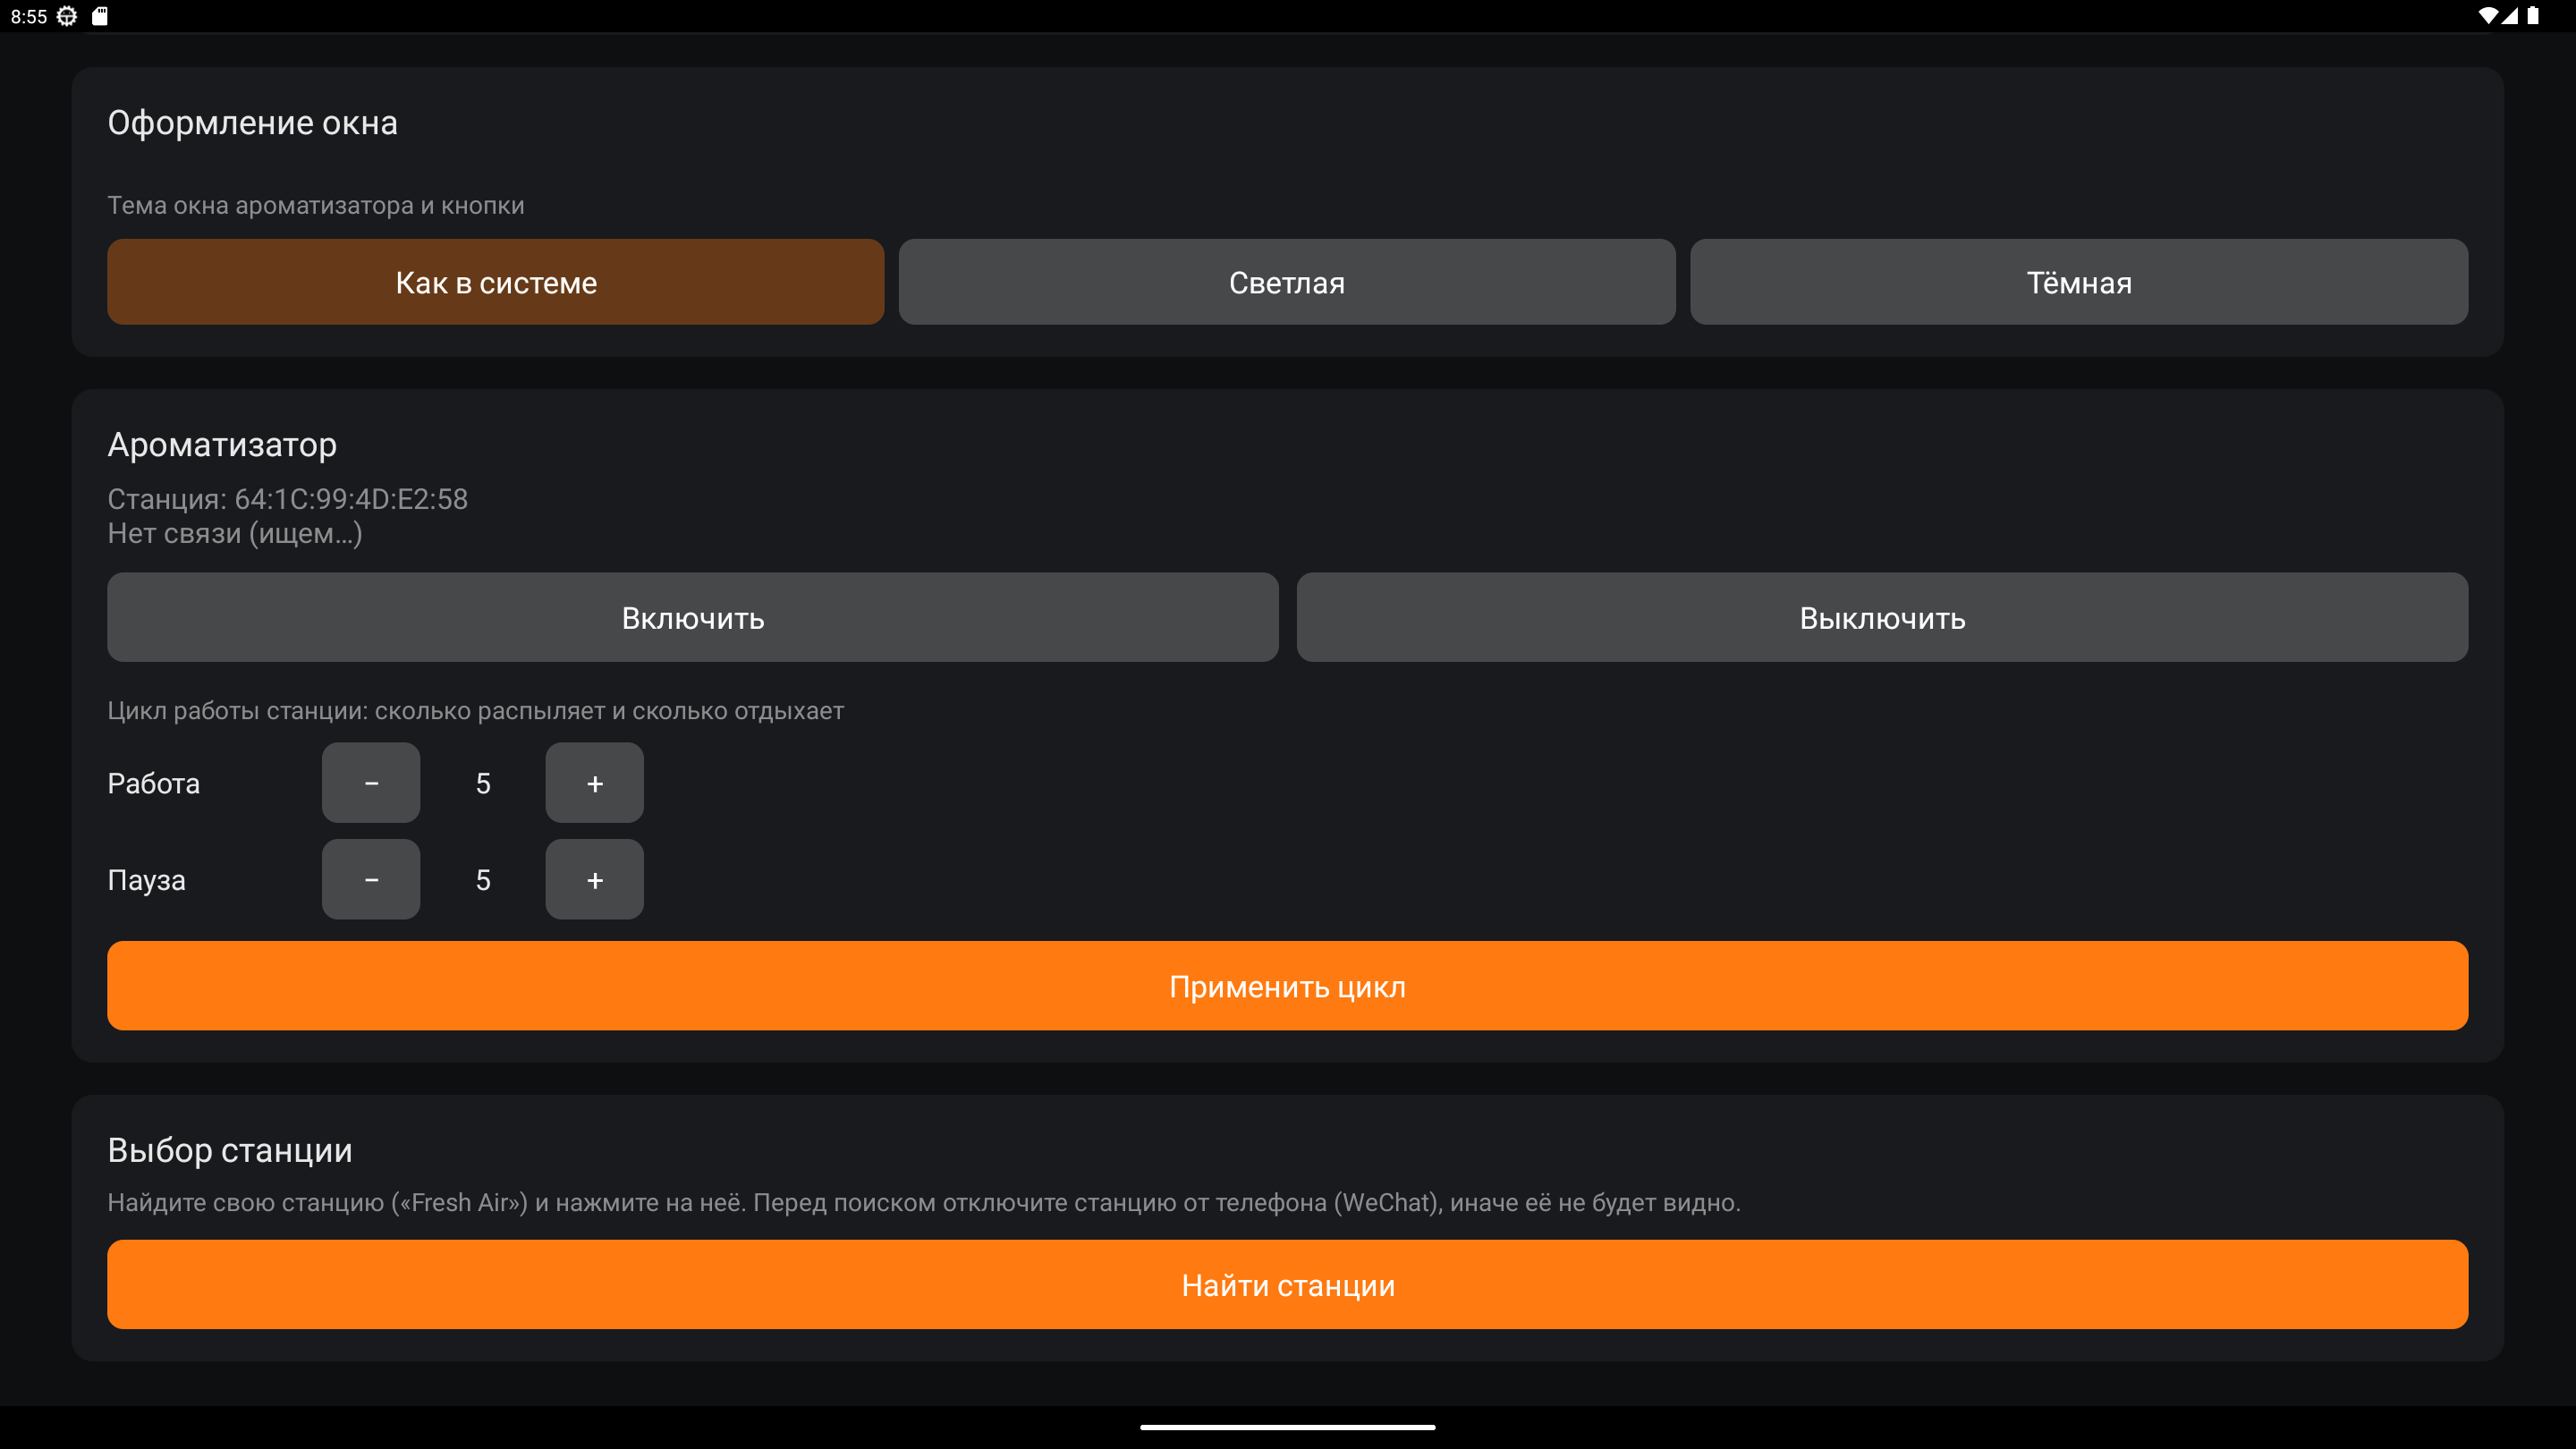 8:55
Оформление окна
Тема окна ароматизатора и кнопки
Как в системе
Светлая
Тёмная
Ароматизатор
Станция: 64:1C:99:4D:E2:58
Нет связи (ищем…)
Включить
Выключить
Цикл работы станции: сколько распыляет и сколько отдыхает
Работа − 5 +
Пауза − 5 +
Применить цикл
Выбор станции
Найдите свою станцию («Fresh Air») и нажмите на неё. Перед поиском отключите станцию от телефона (WeChat), иначе её не будет видно.
Найти станции